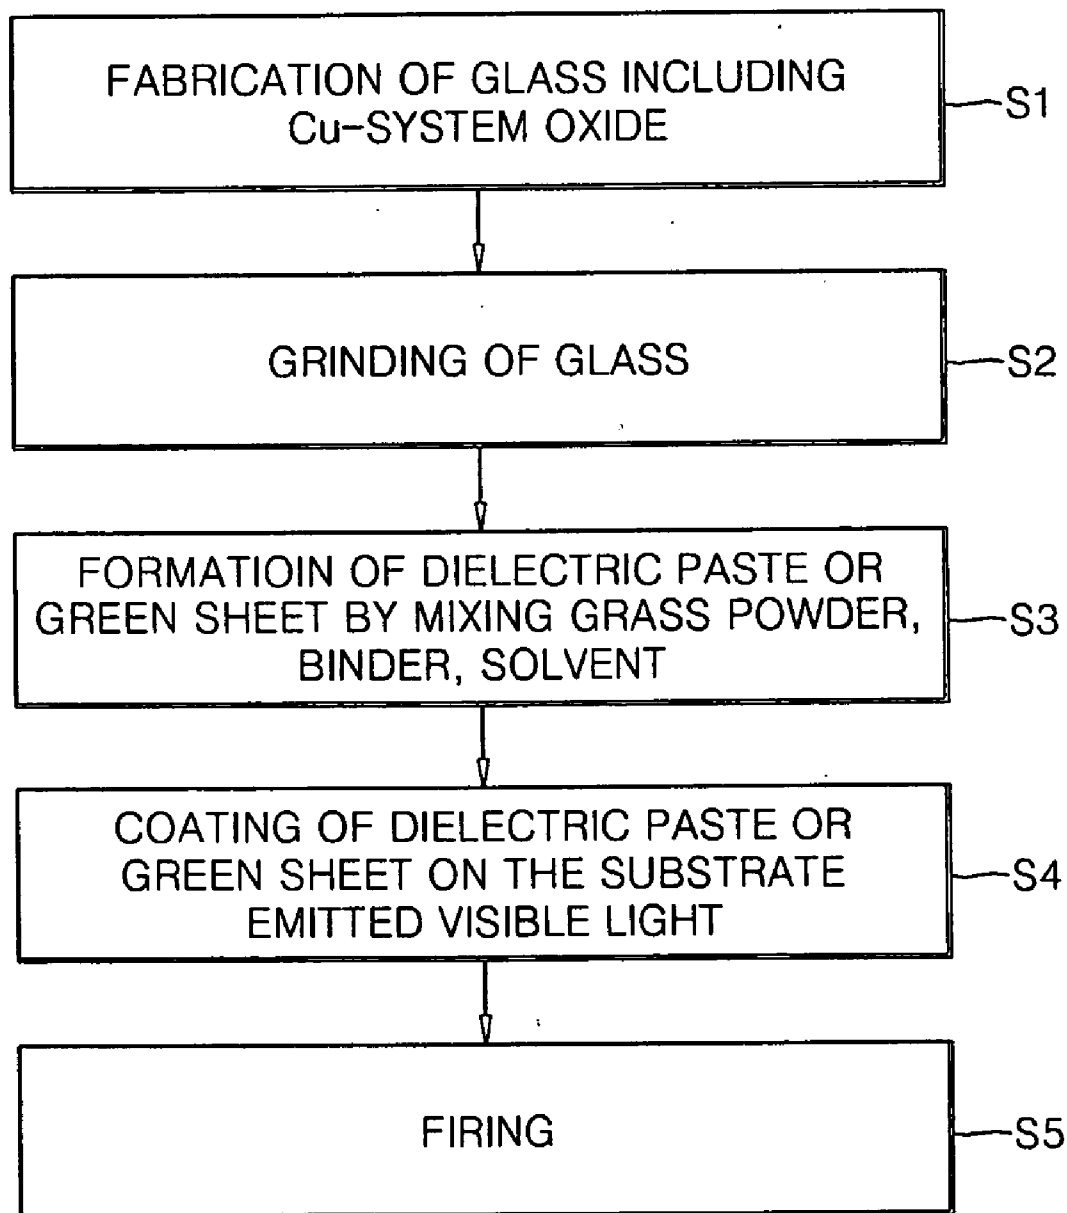 FABRICATION OF GLASS INCLUDING
Cu-SYSTEM OXIDE
S1
GRINDING OF GLASS
S2
FORMATIOIN OF DIELECTRIC PASTE OR
GREEN SHEET BY MIXING GRASS POWDER,
BINDER, SOLVENT
S3
COATING OF DIELECTRIC PASTE OR
GREEN SHEET ON THE SUBSTRATE
EMITTED VISIBLE LIGHT
S4
FIRING
S5